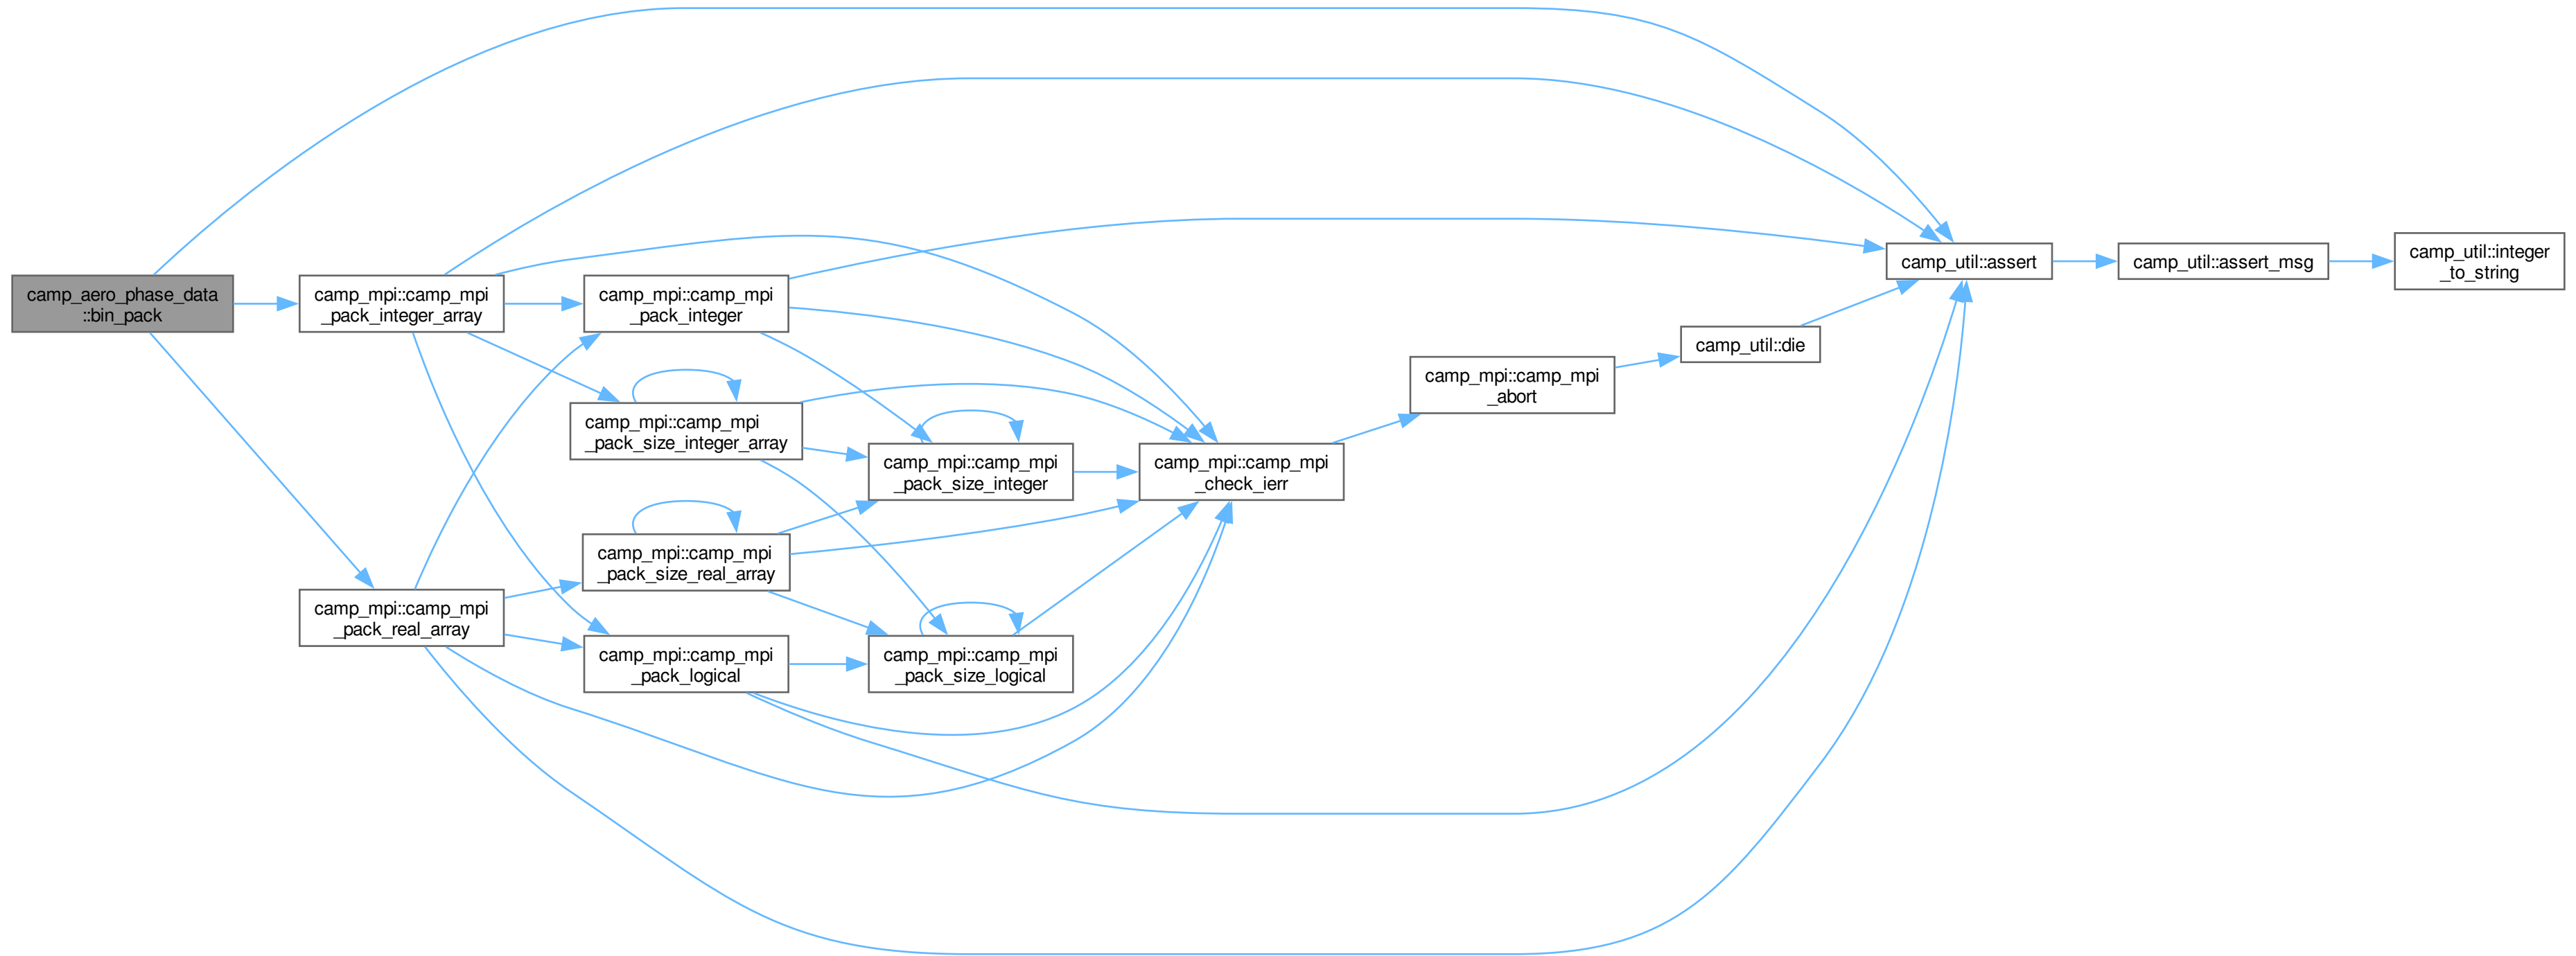 camp_aero_phase_data
::bin_pack
camp_mpi::camp_mpi
_pack_integer_array
camp_mpi::camp_mpi
_pack_real_array
camp_mpi::camp_mpi
_pack_integer
camp_mpi::camp_mpi
_pack_size_integer_array
camp_mpi::camp_mpi
_pack_size_real_array
camp_mpi::camp_mpi
_pack_logical
camp_mpi::camp_mpi
_pack_size_integer
camp_mpi::camp_mpi
_pack_size_logical
camp_mpi::camp_mpi
_check_ierr
camp_mpi::camp_mpi
_abort
camp_util::die
camp_util::assert
camp_util::assert_msg
camp_util::integer
_to_string